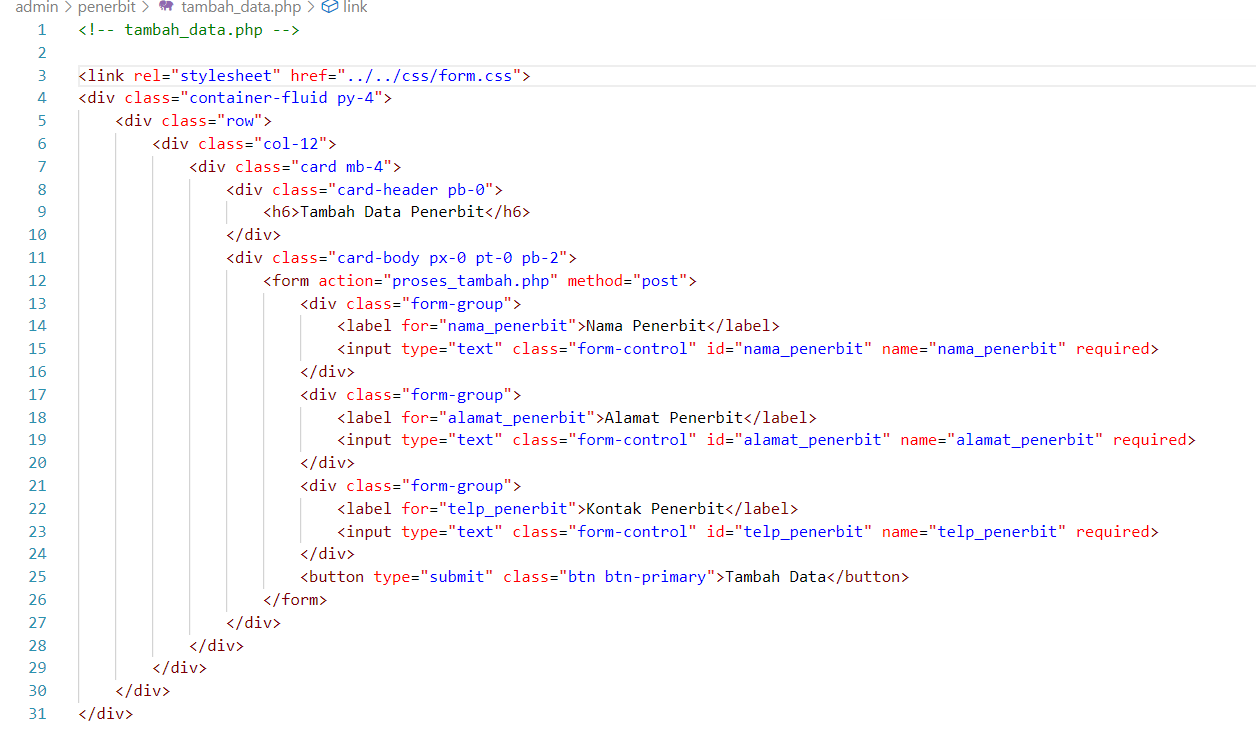 admin > penerbit > tambah_data.php > link
1 <!-- tambah_data.php -->
2
3 <link rel="stylesheet" href="../../css/form.css">
4 <div class="container-fluid py-4">
5 <div class="row">
6 <div class="col-12">
7 <div class="card mb-4">
8 <div class="card-header pb-0">
9 <h6>Tambah Data Penerbit</h6>
10 </div>
11 <div class="card-body px-0 pt-0 pb-2">
12 <form action="proses_tambah.php" method="post">
13 <div class="form-group">
14 <label for="nama_penerbit">Nama Penerbit</label>
15 <input type="text" class="form-control" id="nama_penerbit" name="nama_penerbit" required>
16 </div>
17 <div class="form-group">
18 <label for="alamat_penerbit">Alamat Penerbit</label>
19 <input type="text" class="form-control" id="alamat_penerbit" name="alamat_penerbit" required>
20 </div>
21 <div class="form-group">
22 <label for="telp_penerbit">Kontak Penerbit</label>
23 <input type="text" class="form-control" id="telp_penerbit" name="telp_penerbit" required>
24 </div>
25 <button type="submit" class="btn btn-primary">Tambah Data</button>
26 </form>
27 </div>
28 </div>
29 </div>
30 </div>
31 </div>